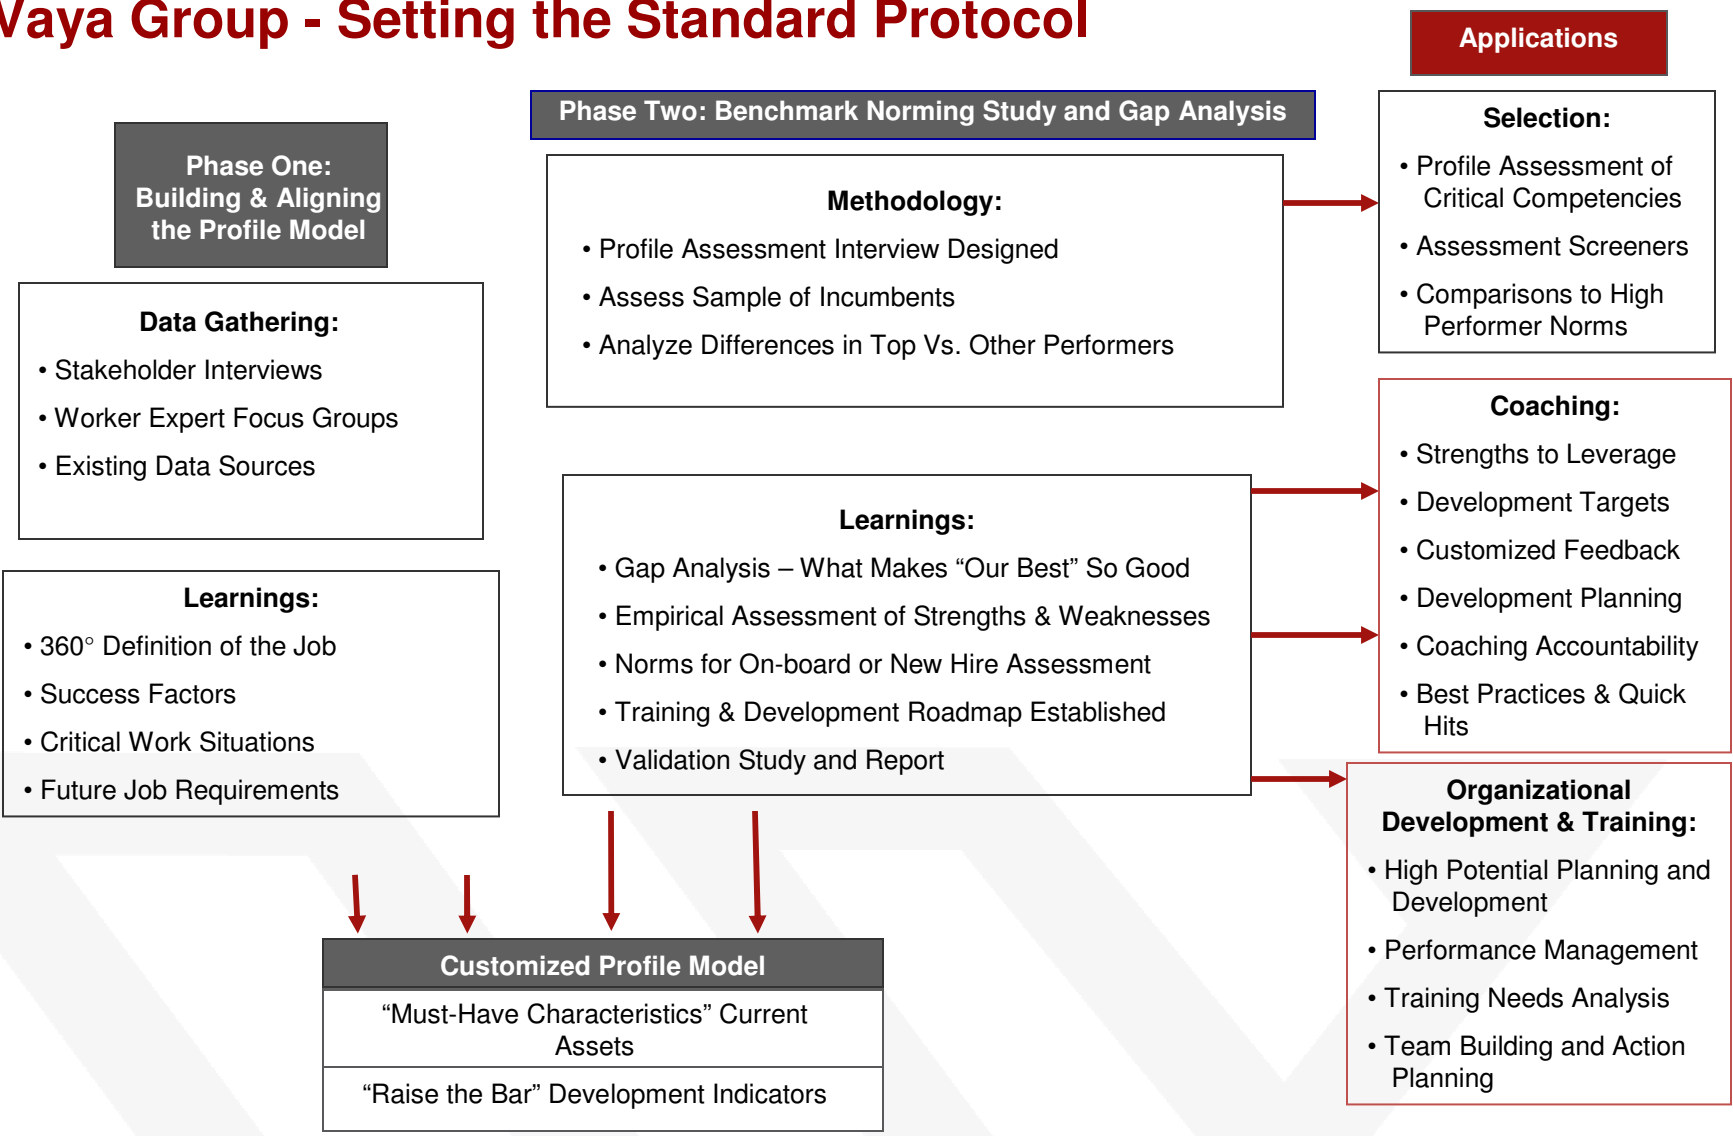 Vaya Group - Setting the Standard Protocol
Phase One:
Building & Aligning
the Profile Model
Data Gathering:
• Stakeholder Interviews
• Worker Expert Focus Groups
• Existing Data Sources
Learnings:
• 360° Definition of the Job
• Success Factors
• Critical Work Situations
• Future Job Requirements
Phase Two: Benchmark Norming Study and Gap Analysis
Methodology:
• Profile Assessment Interview Designed
• Assess Sample of Incumbents
• Analyze Differences in Top Vs. Other Performers
Learnings:
• Gap Analysis – What Makes “Our Best” So Good
• Empirical Assessment of Strengths & Weaknesses
• Norms for On-board or New Hire Assessment
• Training & Development Roadmap Established
• Validation Study and Report
Customized Profile Model
“Must-Have Characteristics” Current
Assets
“Raise the Bar” Development Indicators
Applications
Selection:
• Profile Assessment of
Critical Competencies
• Assessment Screeners
• Comparisons to High
Performer Norms
Coaching:
• Strengths to Leverage
• Development Targets
• Customized Feedback
• Development Planning
• Coaching Accountability
• Best Practices & Quick
Hits
Organizational
Development & Training:
• High Potential Planning and
Development
• Performance Management
• Training Needs Analysis
• Team Building and Action
Planning